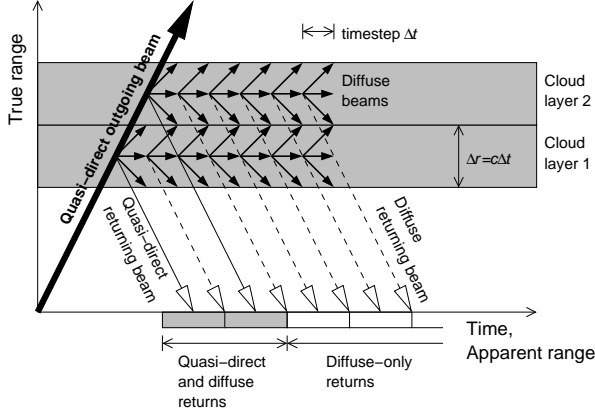 True range
Quasi−direct outgoing beam
timestep Δt
Diffuse
beams
Cloud
layer 2
Cloud
layer 1
Δr=cΔt
Quasi−direct
returning beam
Diffuse
returning beam
Time,
Apparent range
Quasi−direct
and diffuse
returns
Diffuse−only
returns